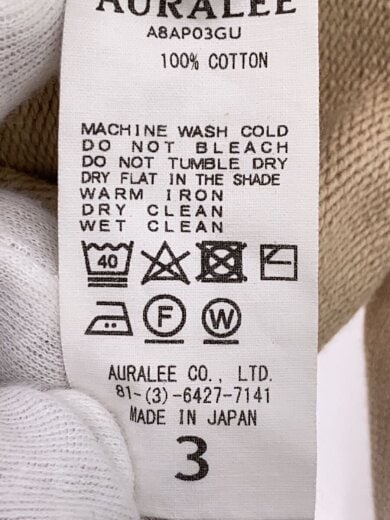 AURALEE
A8AP03GU
100% COTTON
MACHINE WASH COLD
DO NOT BLEACH
DO NOT TUMBLE DRY
DRY FLAT IN THE SHADE
WARM IRON
DRY CLEAN
WET CLEAN
40
F W
AURALEE CO., LTD.
81-(3)-6427-7141
MADE IN JAPAN
3